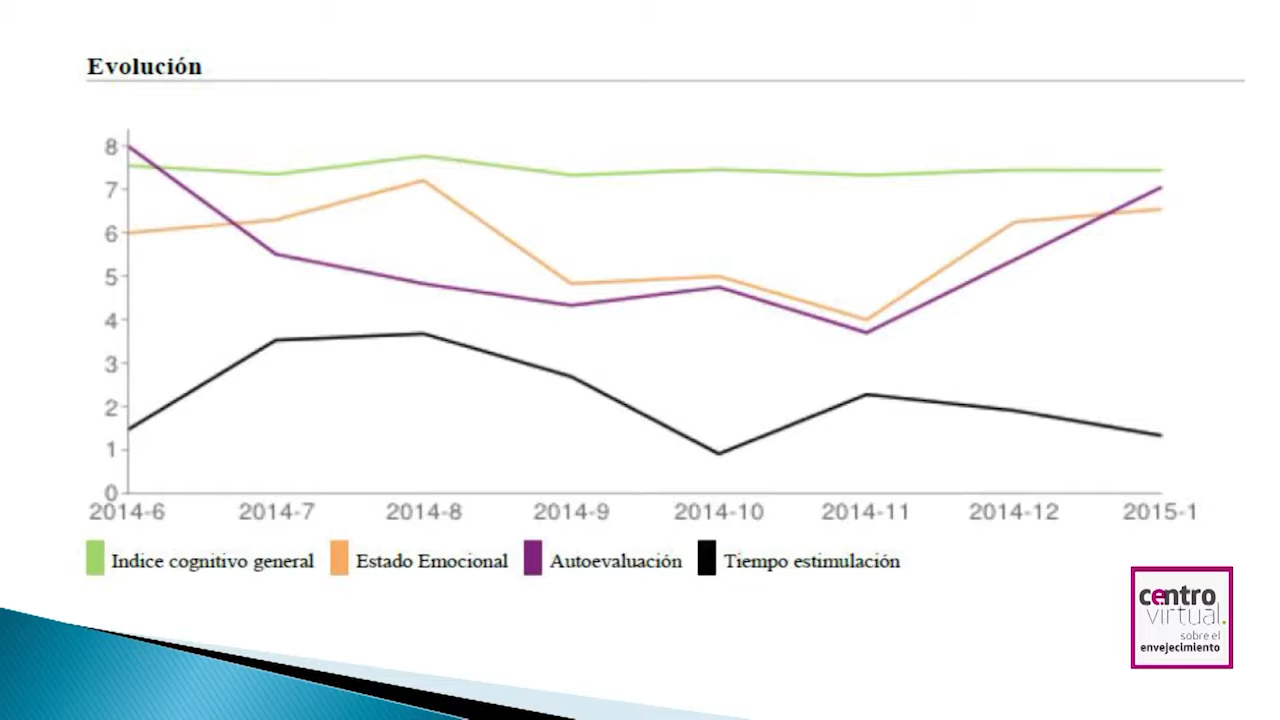 Evolución
8
7
6
5
4
3
2
1
0
2014-6 2014-7 2014-8 2014-9 2014-10 2014-11 2014-12 2015-1
Indice cognitivo general Estado Emocional Autoevaluación Tiempo estimulación
centro
virtual.
sobre el
envejecimiento